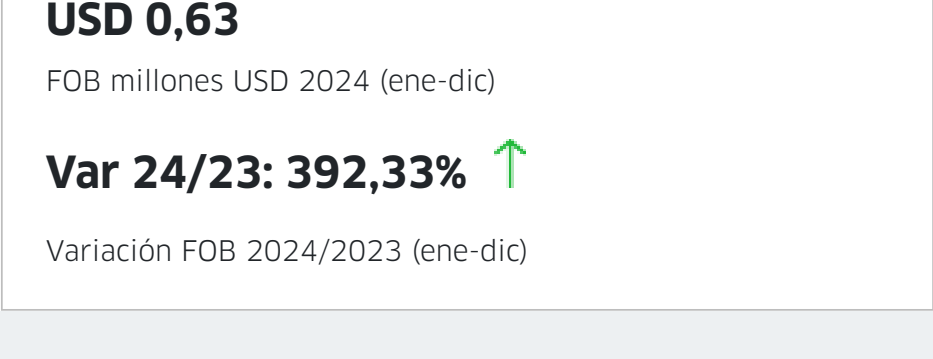 USD 0,63
FOB millones USD 2024 (ene-dic)
Var 24/23: 392,33%
Variación FOB 2024/2023 (ene-dic)